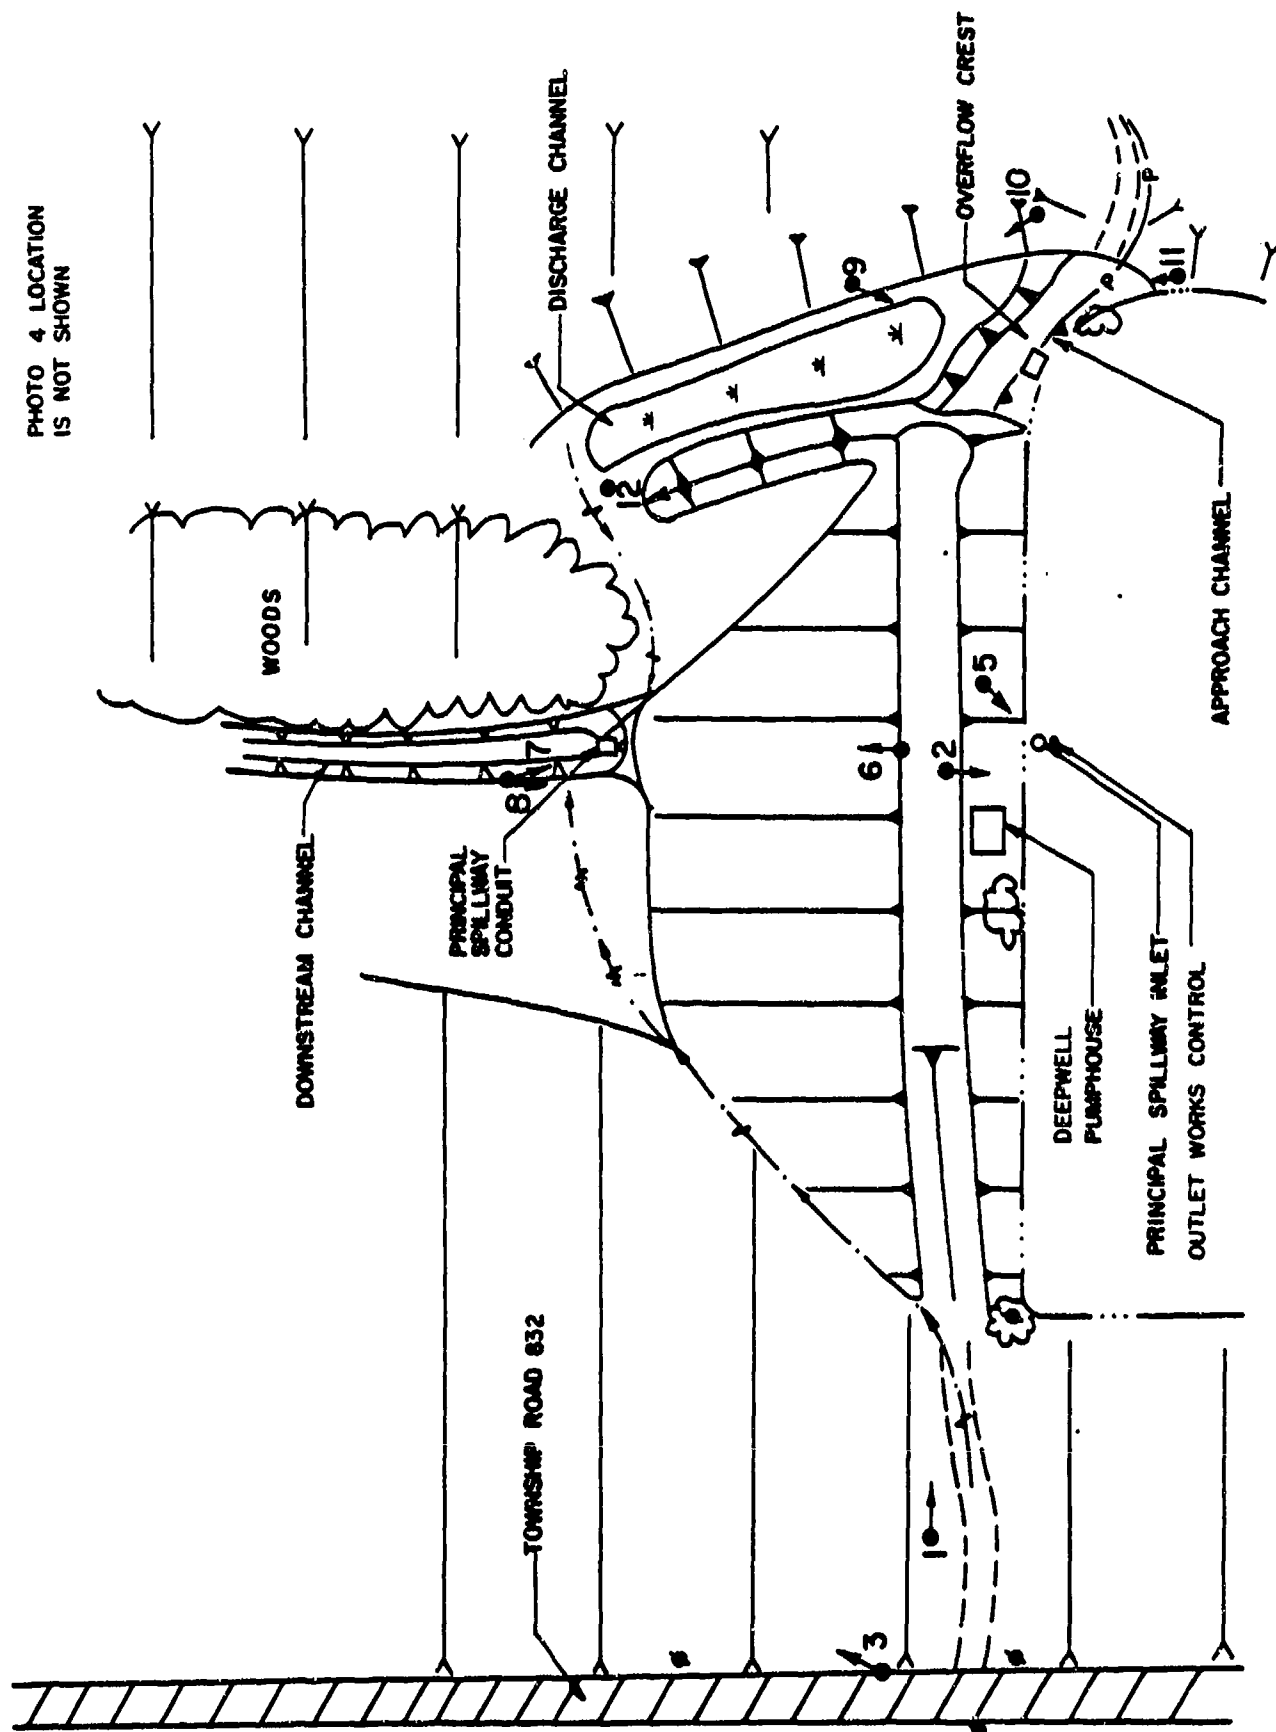 PHOTO 4 LOCATION
IS NOT SHOWN
DISCHARGE CHANNEL
OVERFLOW CREST
WOODS
DOWNSTREAM CHANNEL
PRINCIPAL
SPILLWAY
CONDUIT
TOWNSHIP ROAD 832
APPROACH CHANNEL
DEEPWELL
PUMPHOUSE
PRINCIPAL SPILLWAY INLET
OUTLET WORKS CONTROL
1
2
3
5
6
7
8
9
10
11
12
P
P